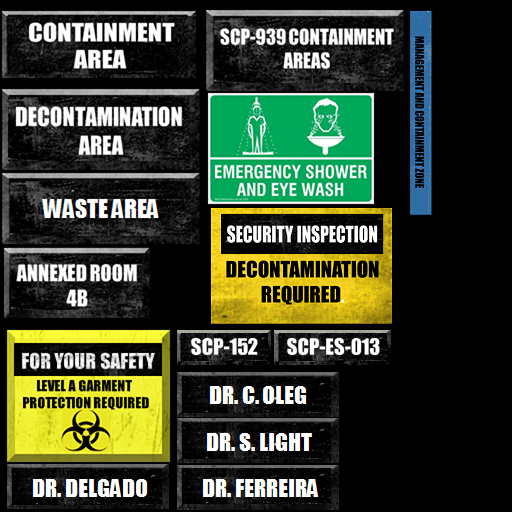 CONTAINMENT
AREA
SCP-939 CONTAINMENT
AREAS
MANAGEMENT AND CONTAINMENT ZONE
DECONTAMINATION
AREA
EMERGENCY SHOWER
AND EYE WASH
WASTE AREA
SECURITY INSPECTION
DECONTAMINATION
REQUIRED
ANNEXED ROOM
4B
FOR YOUR SAFETY
LEVEL A GARMENT
PROTECTION REQUIRED
SCP-152
SCP-ES-013
DR. C. OLEG
DR. S. LIGHT
DR. DELGADO
DR. FERREIRA